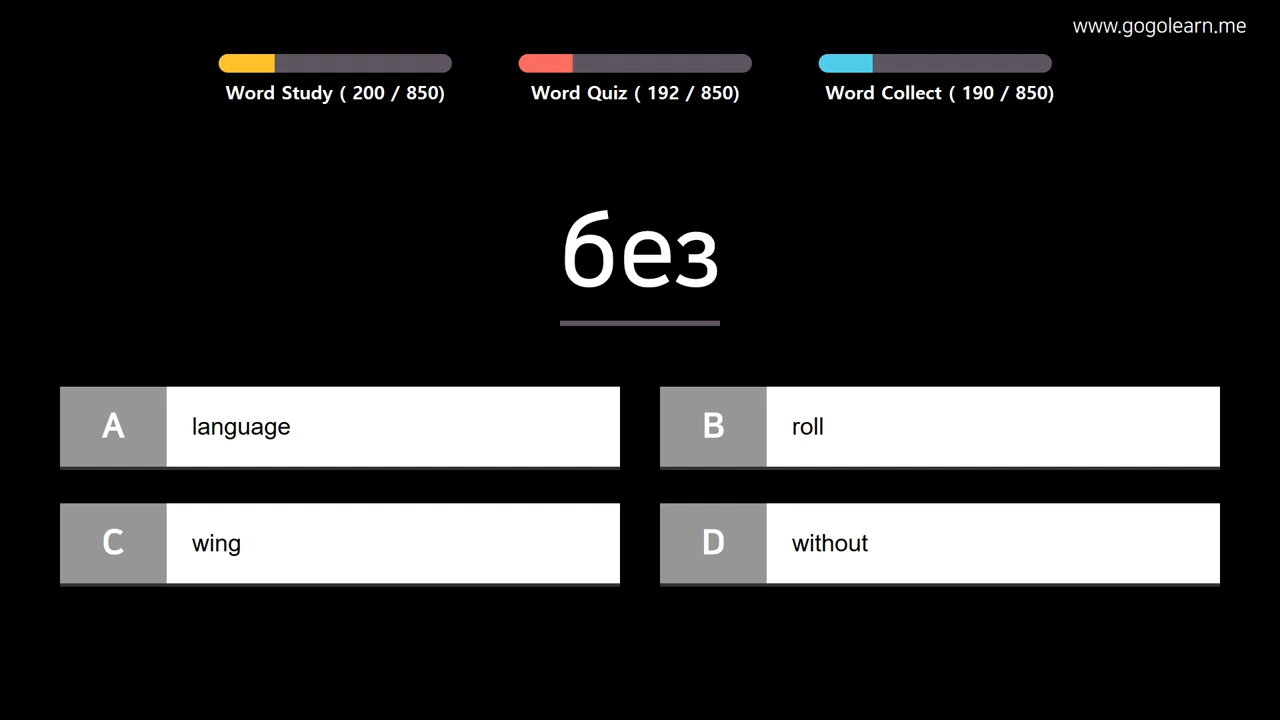 www.gogolearn.me
Word Study ( 200 / 850)
Word Quiz ( 192 / 850)
Word Collect ( 190 / 850)
без
A language
B roll
C wing
D without